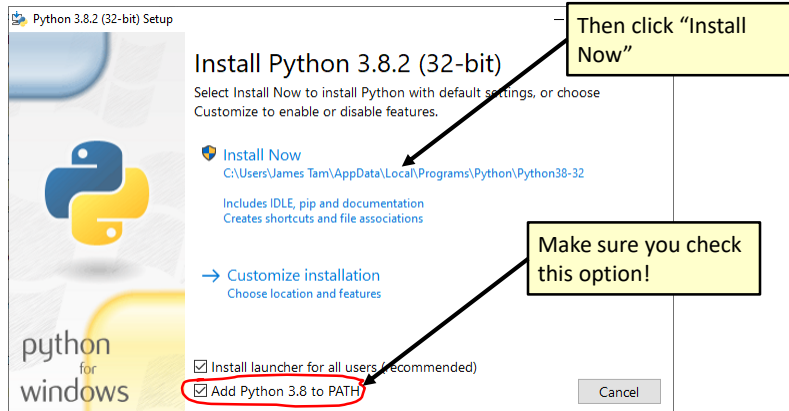 Python 3.8.2 (32-bit) Setup
Then click “Install
Now”
Install Python 3.8.2 (32-bit)
Select Install Now to install Python with default settings, or choose
Customize to enable or disable features.
Install Now
C:\Users\James Tam\AppData\Local\Programs\Python\Python38-32
Includes IDLE, pip and documentation
Creates shortcuts and file associations
Make sure you check
this option!
Customize installation
Choose location and features
python
for
windows
Install launcher for all users (recommended)
Add Python 3.8 to PATH
Cancel